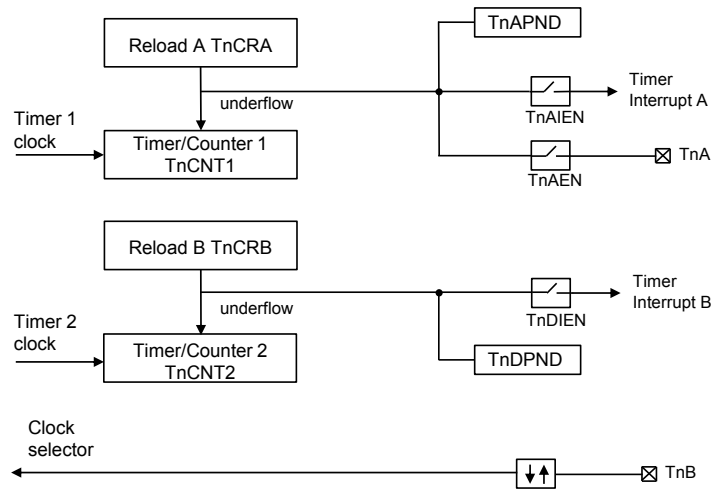 Reload A TnCRA
TnAPND
underflow
Timer
Interrupt A
TnAIEN
Timer 1
clock
Timer/Counter 1
TnCNT1
TnA
TnAEN
Reload B TnCRB
underflow
Timer
Interrupt B
TnDIEN
Timer 2
clock
Timer/Counter 2
TnCNT2
TnDPND
Clock
selector
TnB